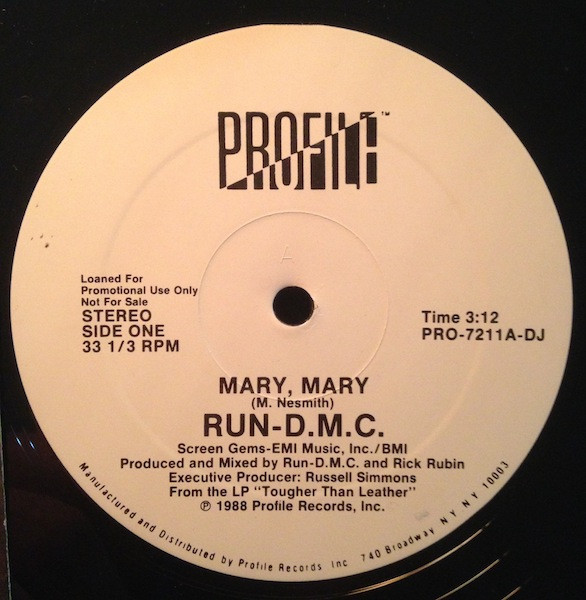 PROFILE™
A
Loaned For
Promotional Use Only
Not For Sale
STEREO
SIDE ONE
33 1/3 RPM
Time 3:12
PRO-7211A-DJ
MARY, MARY
(M. Nesmith)
RUN-D.M.C.
Screen Gems-EMI Music, Inc./BMI
Produced and Mixed by Run-D.M.C. and Rick Rubin
Executive Producer: Russell Simmons
From the LP "Tougher Than Leather"
℗ 1988 Profile Records, Inc.
Manufactured and Distributed by Profile Records Inc. 740 Broadway NY NY 10003